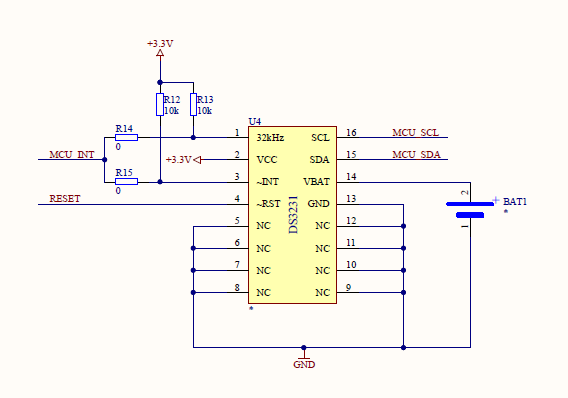 +3.3V
R12
10k
R13
10k
U4
R14
0
MCU_INT
R15
0
+3.3V
RESET
1 32kHz SCL 16 MCU_SCL
2 VCC SDA 15 MCU_SDA
3 ~INT VBAT 14
4 ~RST GND 13
5 NC NC 12
6 NC NC 11
7 NC NC 10
8 NC NC 9
DS3231
*
2
+
BAT1
*
1
GND